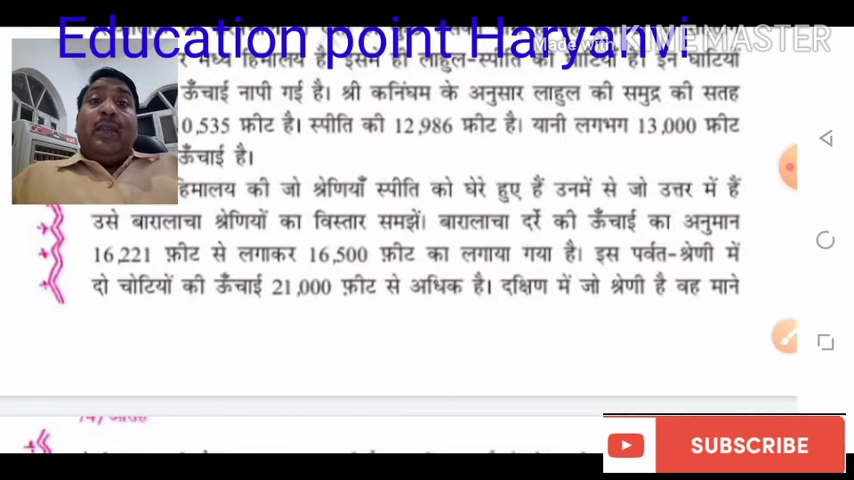 Education point Haryanvi
Made with KINEMASTER
र मध्य हिमालय है। इसमें ही लाहुल-स्पीति की घाटियाँ हैं। इन घाटियों
ऊँचाई नापी गई है। श्री कनिंघम के अनुसार लाहुल की समुद्र की सतह
0,535 फ़ीट है। स्पीति की 12,986 फ़ीट है। यानी लगभग 13,000 फ़ीट
ऊँचाई है।
हिमालय की जो श्रेणियाँ स्पीति को घेरे हुए हैं उनमें से जो उत्तर में हैं
उसे बारालाचा श्रेणियों का विस्तार समझें। बारालाचा दर्रे की ऊँचाई का अनुमान
16,221 फ़ीट से लगाकर 16,500 फ़ीट का लगाया गया है। इस पर्वत-श्रेणी में
दो चोटियों की ऊँचाई 21,000 फ़ीट से अधिक है। दक्षिण में जो श्रेणी है वह माने
SUBSCRIBE